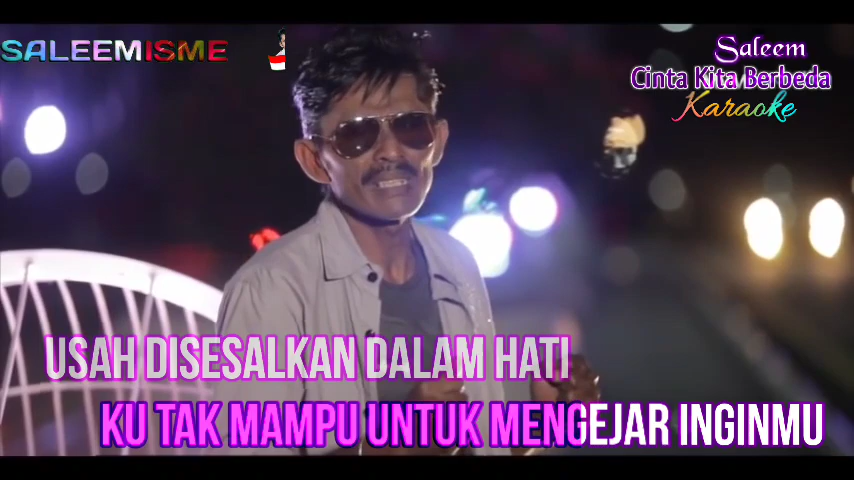 SALEEMISME
Saleem
Cinta Kita Berbeda
Karaoke
USAH DISESALKAN DALAM HATI
KU TAK MAMPU UNTUK MENGEJAR INGINMU